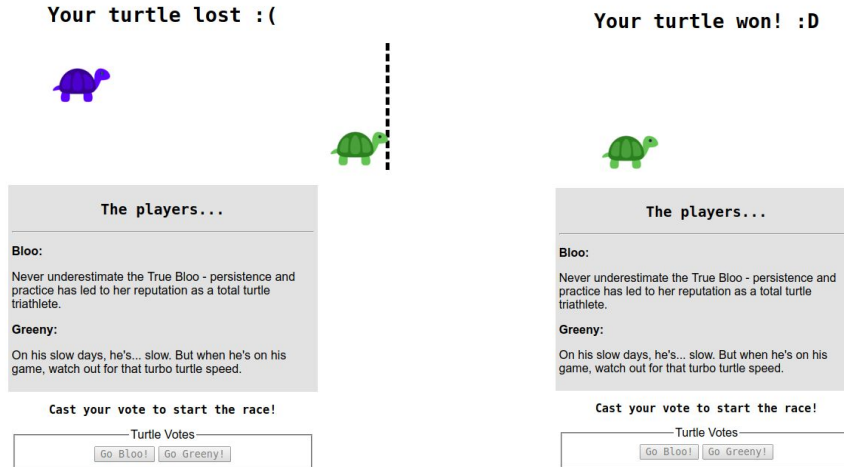 Your turtle lost :(
The players...
Bloo:
Never underestimate the True Bloo - persistence and
practice has led to her reputation as a total turtle
triathlete.
Greeny:
On his slow days, he's... slow. But when he's on his
game, watch out for that turbo turtle speed.
Cast your vote to start the race!
Turtle Votes
Go Bloo! Go Greeny!
Your turtle won! :D
The players...
Bloo:
Never underestimate the True Bloo - persistence and
practice has led to her reputation as a total turtle
triathlete.
Greeny:
On his slow days, he's... slow. But when he's on his
game, watch out for that turbo turtle speed.
Cast your vote to start the race!
Turtle Votes
Go Bloo! Go Greeny!